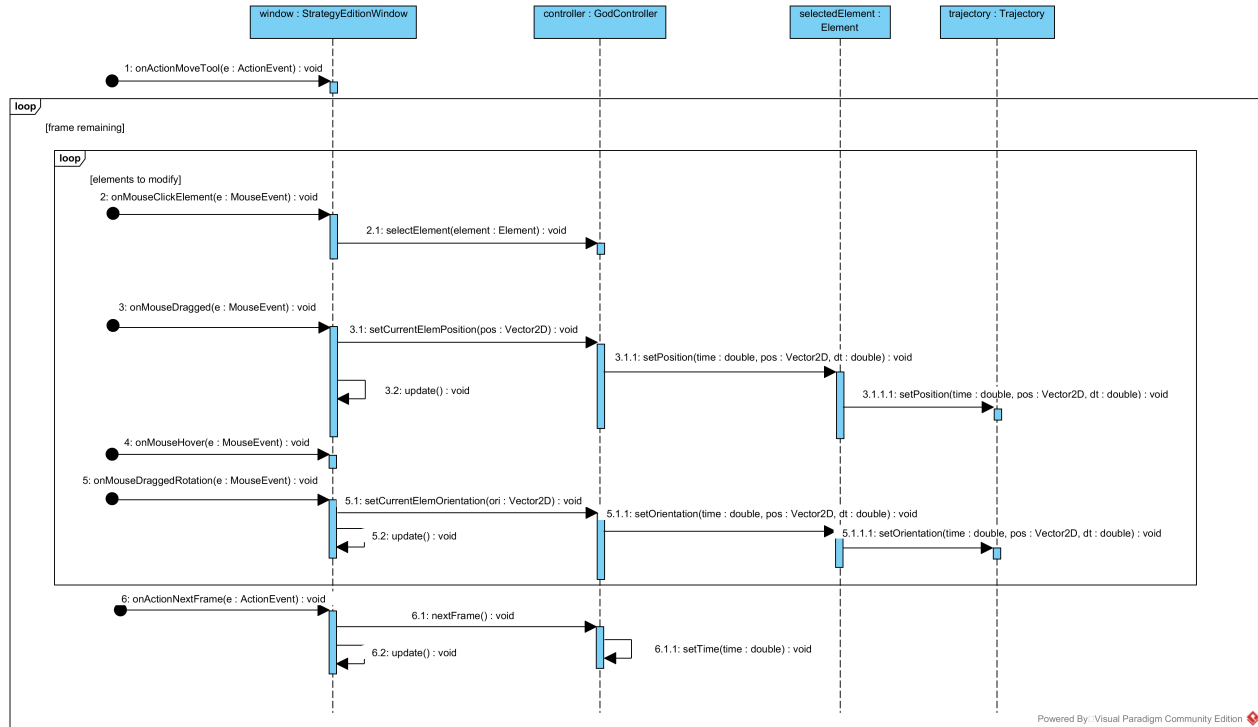 window : StrategyEditionWindow
controller : GodController
selectedElement :
Element
trajectory : Trajectory
1: onActionMoveTool(e : ActionEvent) : void
loop
[frame remaining]
loop
[elements to modify]
2: onMouseClickElement(e : MouseEvent) : void
2.1: selectElement(element : Element) : void
3: onMouseDragged(e : MouseEvent) : void
3.1: setCurrentElemPosition(pos : Vector2D) : void
3.1.1: setPosition(time : double, pos : Vector2D, dt : double) : void
3.2: update() : void
3.1.1.1: setPosition(time : double, pos : Vector2D, dt : double) : void
4: onMouseHover(e : MouseEvent) : void
5: onMouseDraggedRotation(e : MouseEvent) : void
5.1: setCurrentElemOrientation(ori : Vector2D) : void
5.1.1: setOrientation(time : double, pos : Vector2D, dt : double) : void
5.2: update() : void
5.1.1.1: setOrientation(time : double, pos : Vector2D, dt : double) : void
6: onActionNextFrame(e : ActionEvent) : void
6.1: nextFrame() : void
6.2: update() : void
6.1.1: setTime(time : double) : void
Powered By Visual Paradigm Community Edition